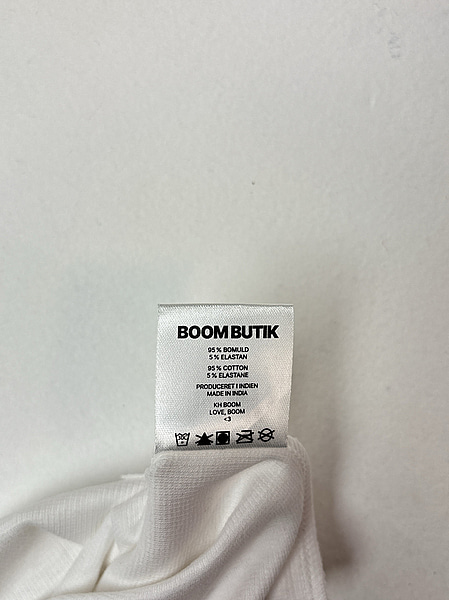 BOOM BUTIK
95% BOMULD
5% ELASTAN
95% COTTON
5% ELASTANE
PRODUCERET I INDIEN
MADE IN INDIA
KH BOOM
LOVE, BOOM
<3